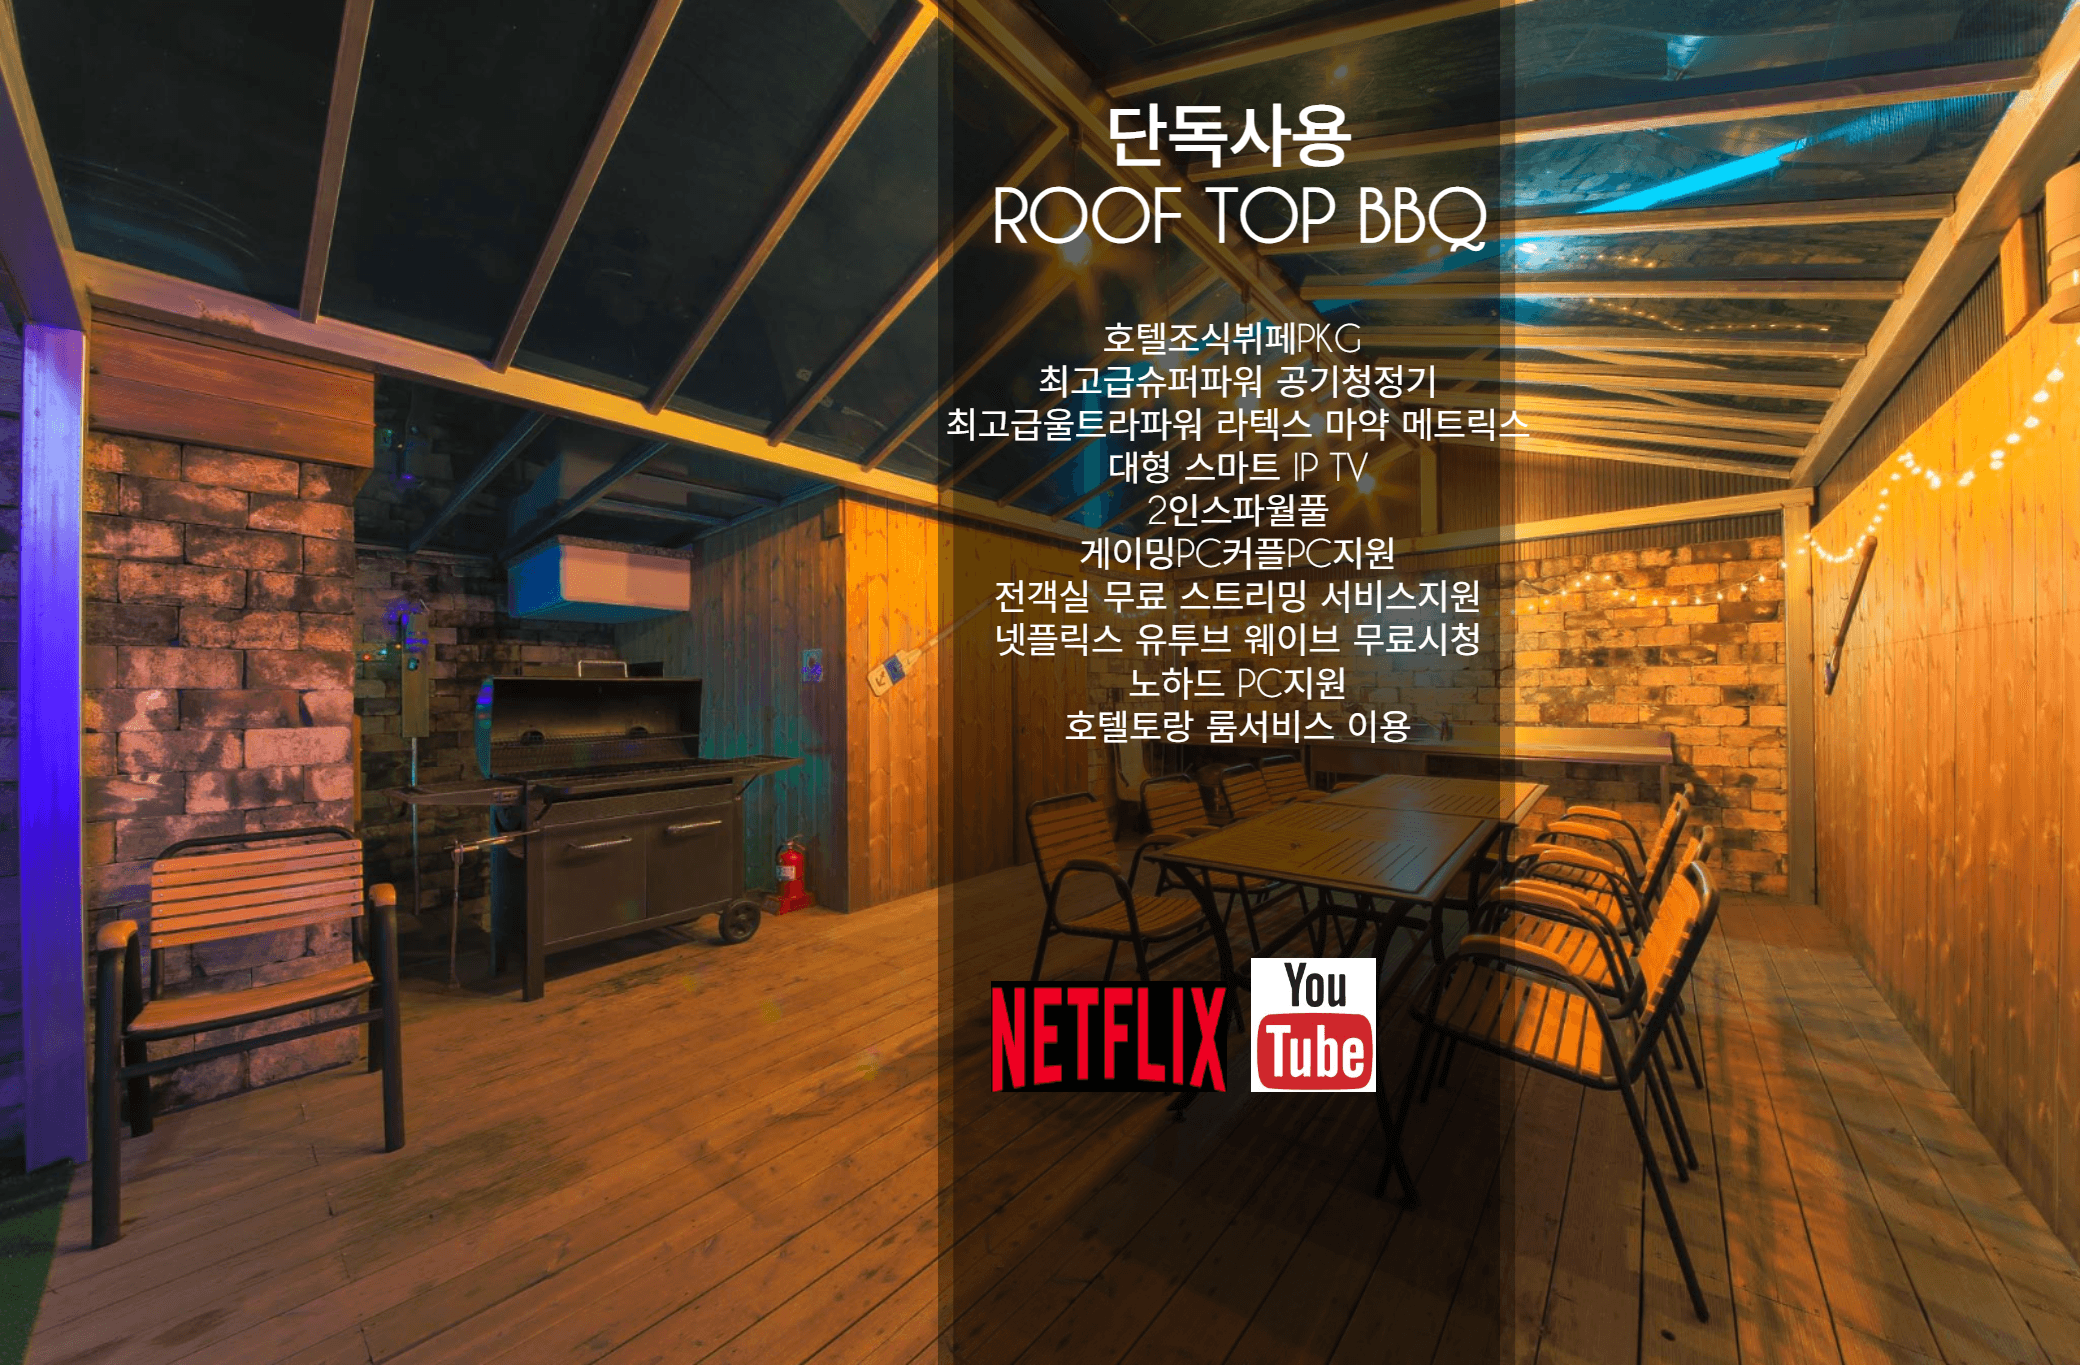 단독사용
ROOF TOP BBQ
호텔조식뷔페PKG
최고급슈퍼파워 공기청정기
최고급울트라파워 라텍스 마약 메트릭스
대형 스마트 IP TV
2인스파월풀
게이밍PC커플PC지원
전객실 무료 스트리밍 서비스지원
넷플릭스 유투브 웨이브 무료시청
노하드 PC지원
호텔토랑 룸서비스 이용
NETFLIX
You
Tube